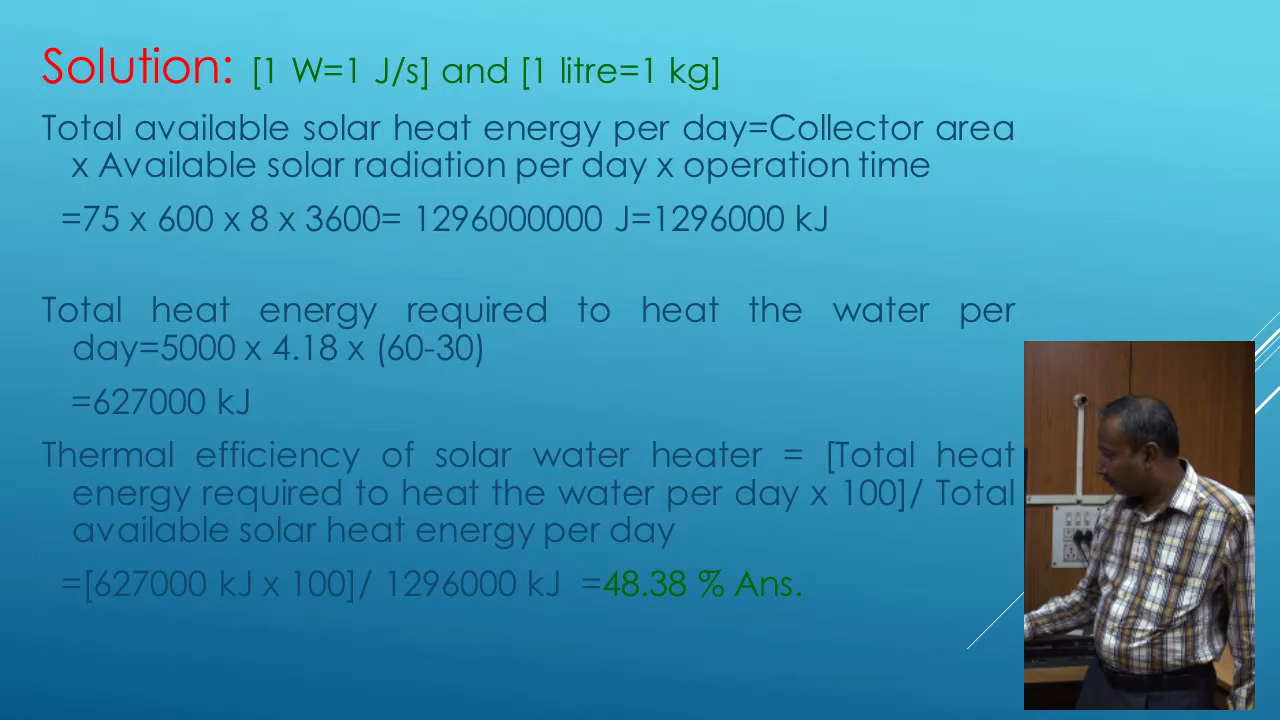 Solution: [1 W=1 J/s] and [1 litre=1 kg]
Total available solar heat energy per day=Collector area
x Available solar radiation per day x operation time
=75 x 600 x 8 x 3600= 1296000000 J=1296000 kJ
Total heat energy required to heat the water per
day=5000 x 4.18 x (60-30)
=627000 kJ
Thermal efficiency of solar water heater = [Total heat
energy required to heat the water per day x 100]/ Total
available solar heat energy per day
=[627000 kJ x 100]/ 1296000 kJ =48.38 % Ans.